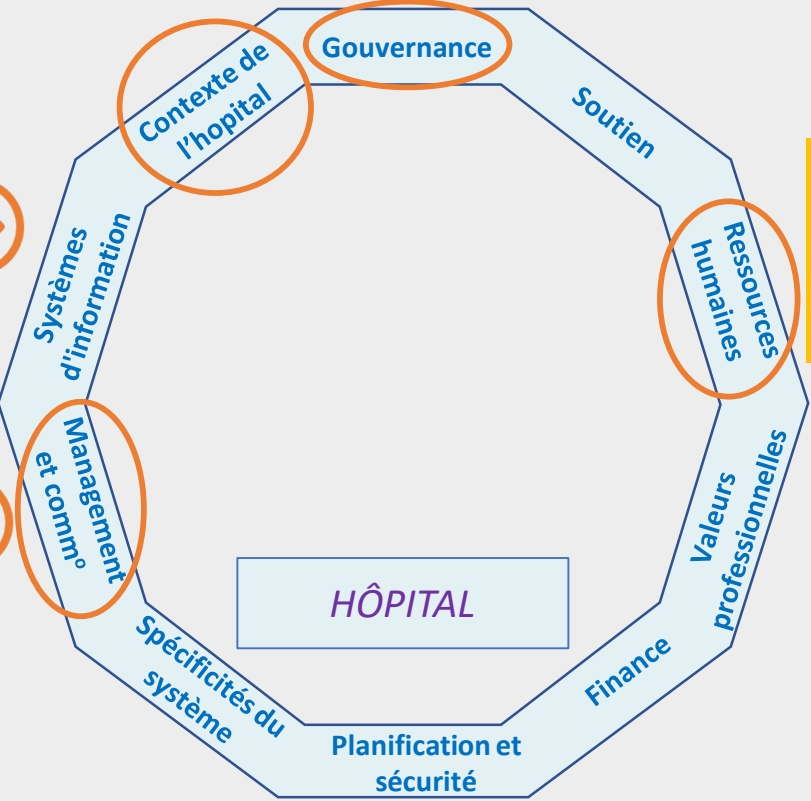 Gouvernance
Soutien
Ressources
humaines
Valeurs
professionnelles
Finance
Planification et
sécurité
Spécificités du
système
Management
et commº
Systèmes
d'information
Contexte de
l'hopital
HÔPITAL